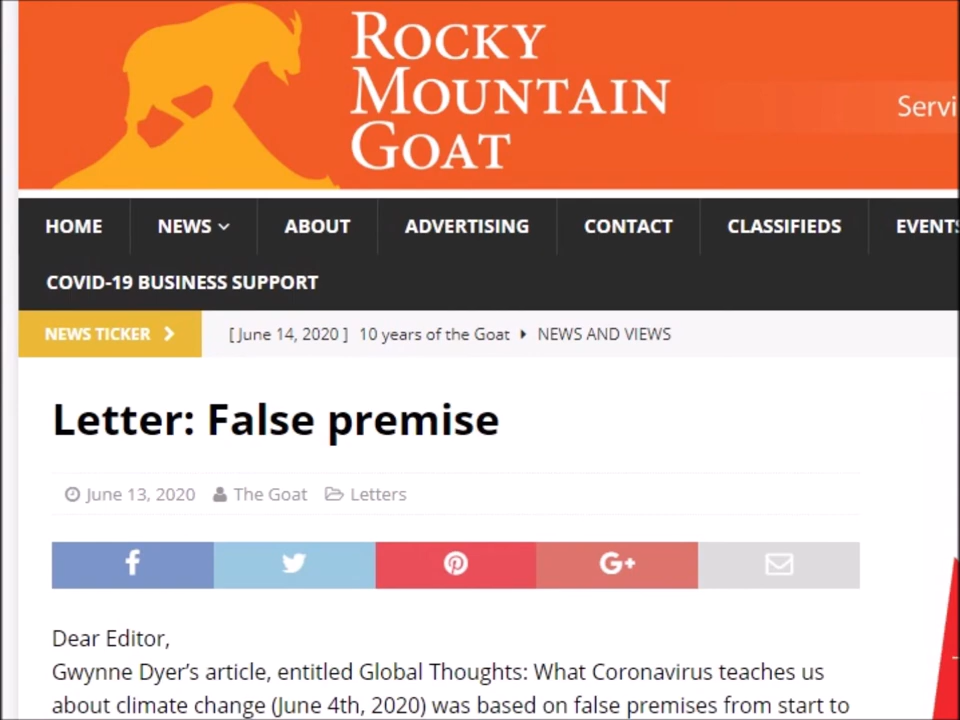 ROCKY
MOUNTAIN
GOAT
Servi
HOME NEWS ABOUT ADVERTISING CONTACT CLASSIFIEDS EVENTS
COVID-19 BUSINESS SUPPORT
NEWS TICKER [ June 14, 2020 ] 10 years of the Goat NEWS AND VIEWS
Letter: False premise
June 13, 2020 The Goat Letters
f G+
Dear Editor,
Gwynne Dyer’s article, entitled Global Thoughts: What Coronavirus teaches us
about climate change (June 4th, 2020) was based on false premises from start to